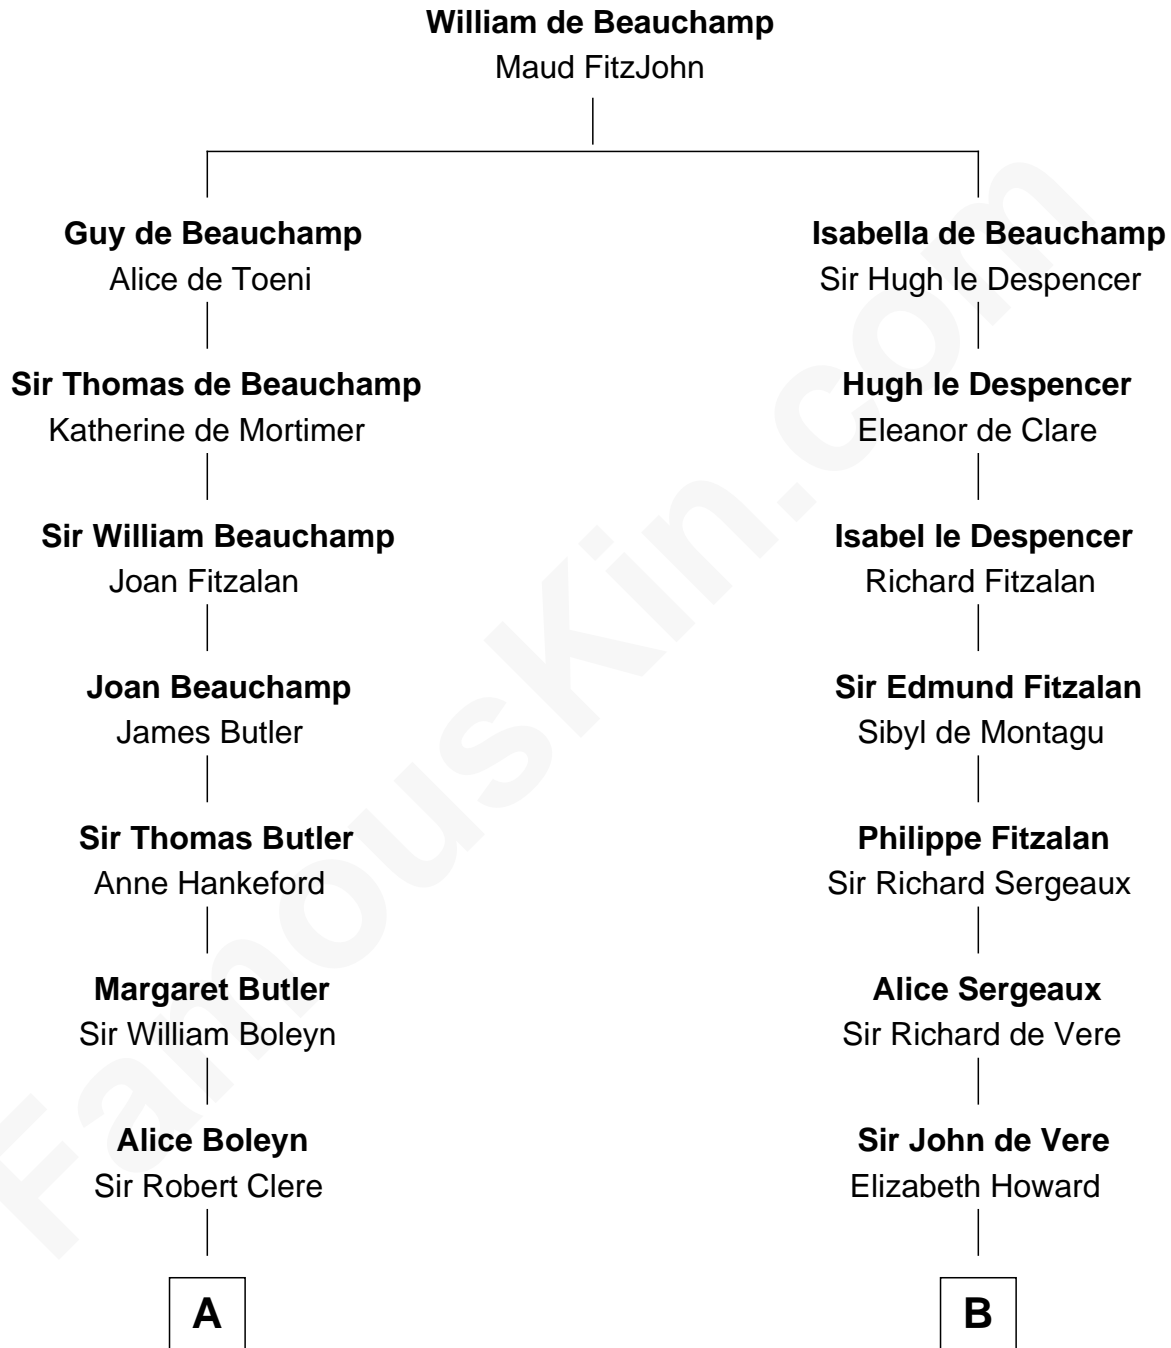 William de Beauchamp
Maud FitzJohn
Guy de Beauchamp
Alice de Toeni
Isabella de Beauchamp
Sir Hugh le Despencer
Sir Thomas de Beauchamp
Katherine de Mortimer
Hugh le Despencer
Eleanor de Clare
Sir William Beauchamp
Joan Fitzalan
Isabel le Despencer
Richard Fitzalan
Joan Beauchamp
James Butler
Sir Edmund Fitzalan
Sibyl de Montagu
Sir Thomas Butler
Anne Hankeford
Philippe Fitzalan
Sir Richard Sergeaux
Margaret Butler
Sir William Boleyn
Alice Sergeaux
Sir Richard de Vere
Alice Boleyn
Sir Robert Clere
Sir John de Vere
Elizabeth Howard
A
B
FamousKin.com